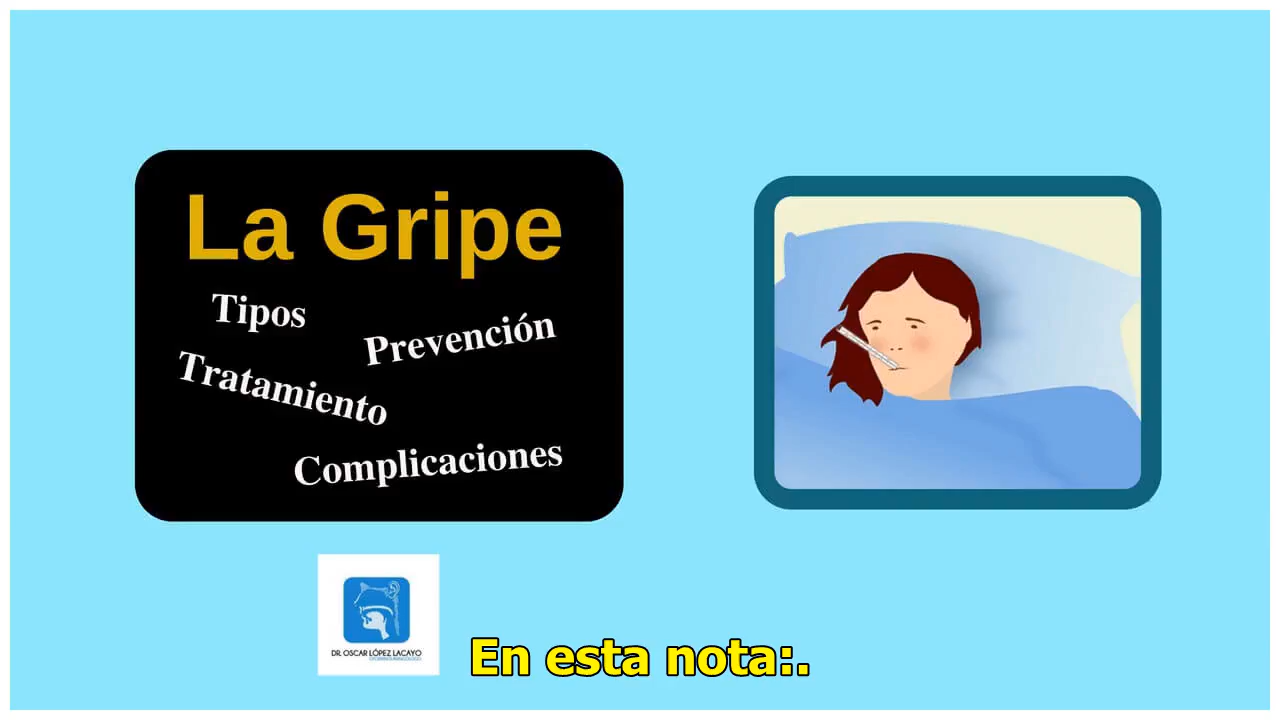 La Gripe
Tipos
Prevención
Tratamiento
Complicaciones
DR. OSCAR LÓPEZ LACAYO
En esta nota:.